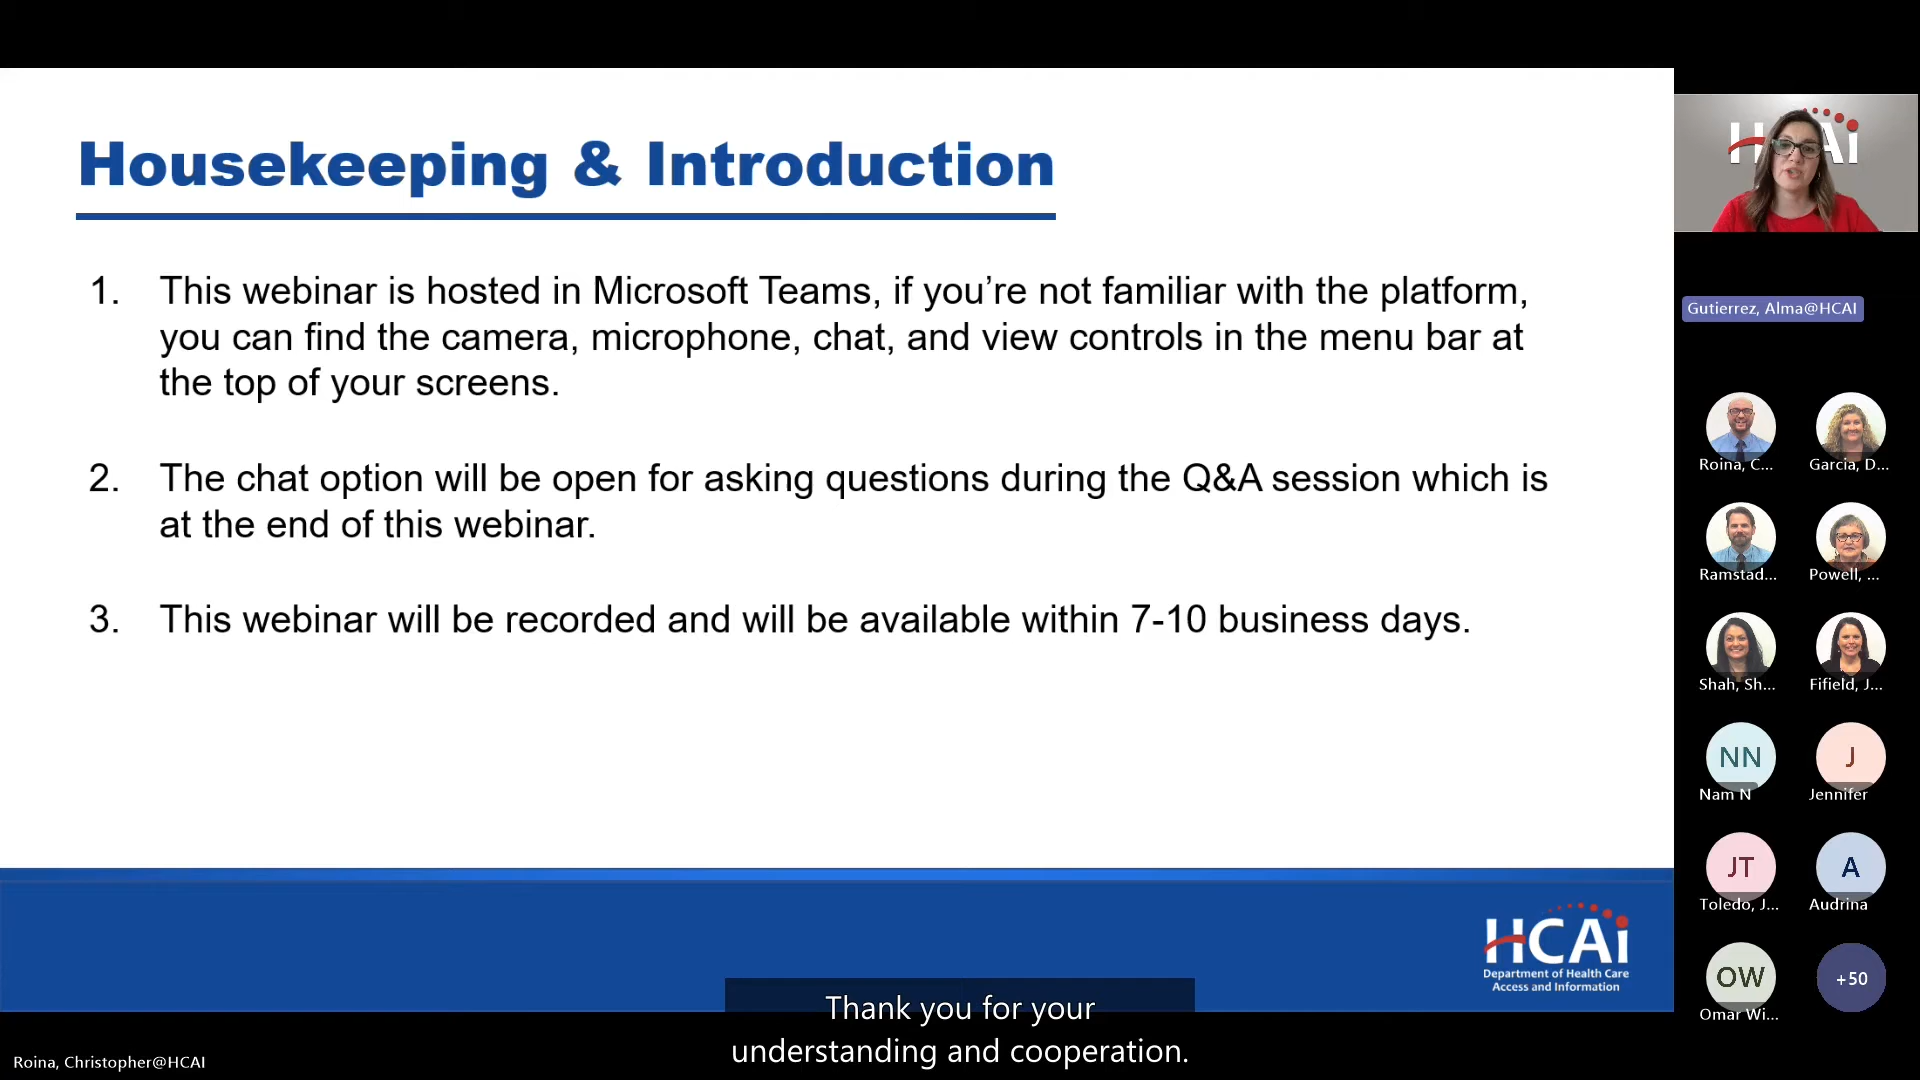 Housekeeping & Introduction
1. This webinar is hosted in Microsoft Teams, if you’re not familiar with the platform,
you can find the camera, microphone, chat, and view controls in the menu bar at
the top of your screens.
2. The chat option will be open for asking questions during the Q&A session which is
at the end of this webinar.
3. This webinar will be recorded and will be available within 7-10 business days.
HCAi
Department of Health Care
Access and Information
Thank you for your
understanding and cooperation.
Roina, Christopher@HCAI
HCAi
Gutierrez, Alma@HCAI
Roina, C...
Garcia, D...
Ramstad...
Powell, ...
Shah, Sh...
Fifield, J...
NN
Nam N
J
Jennifer
JT
Toledo, J...
A
Audrina
OW
Omar Wi...
+50